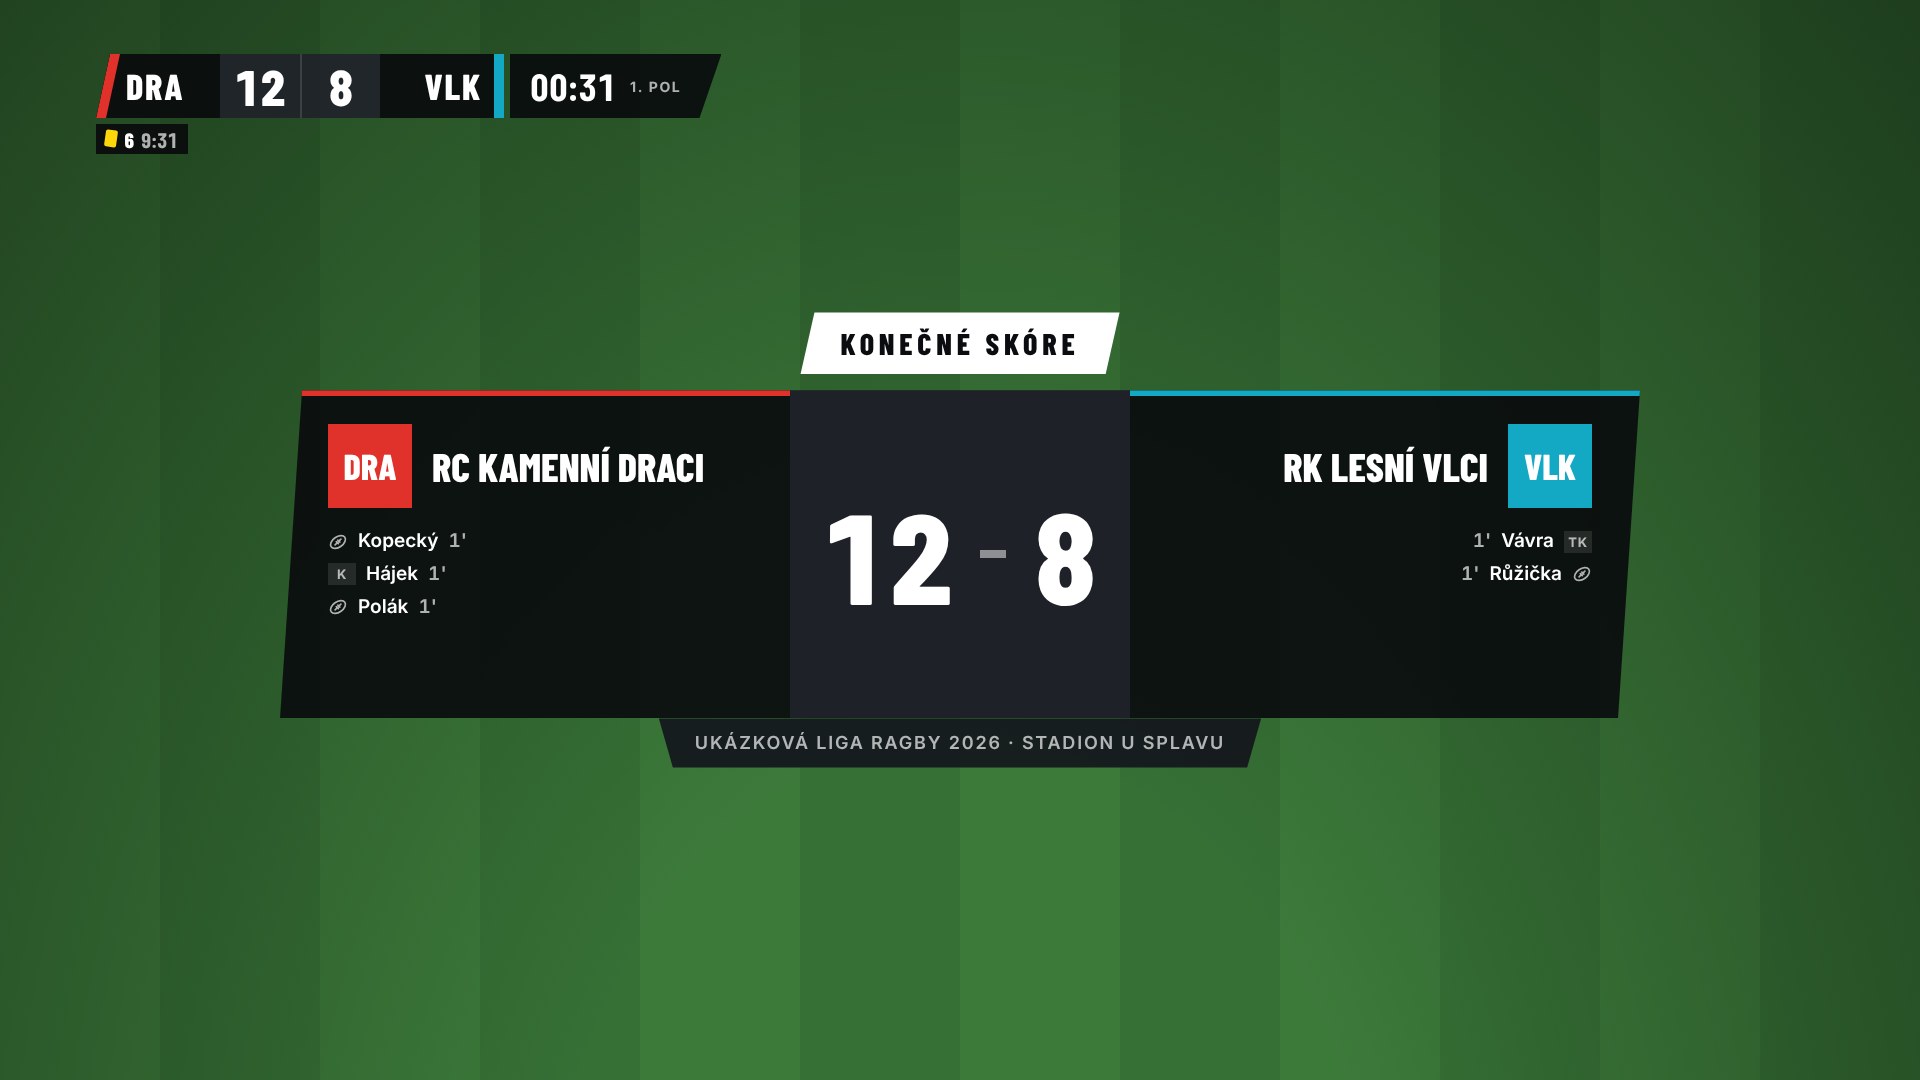 DRA 12 8 VLK 00:31 1. POL
6 9:31
KONEČNÉ SKÓRE
DRA RC KAMENNÍ DRACI
Kopecký 1'
K Hájek 1'
Polák 1'
12 - 8
RK LESNÍ VLCI VLK
1' Vávra TK
1' Růžička
UKÁZKOVÁ LIGA RAGBY 2026 · STADION U SPLAVU